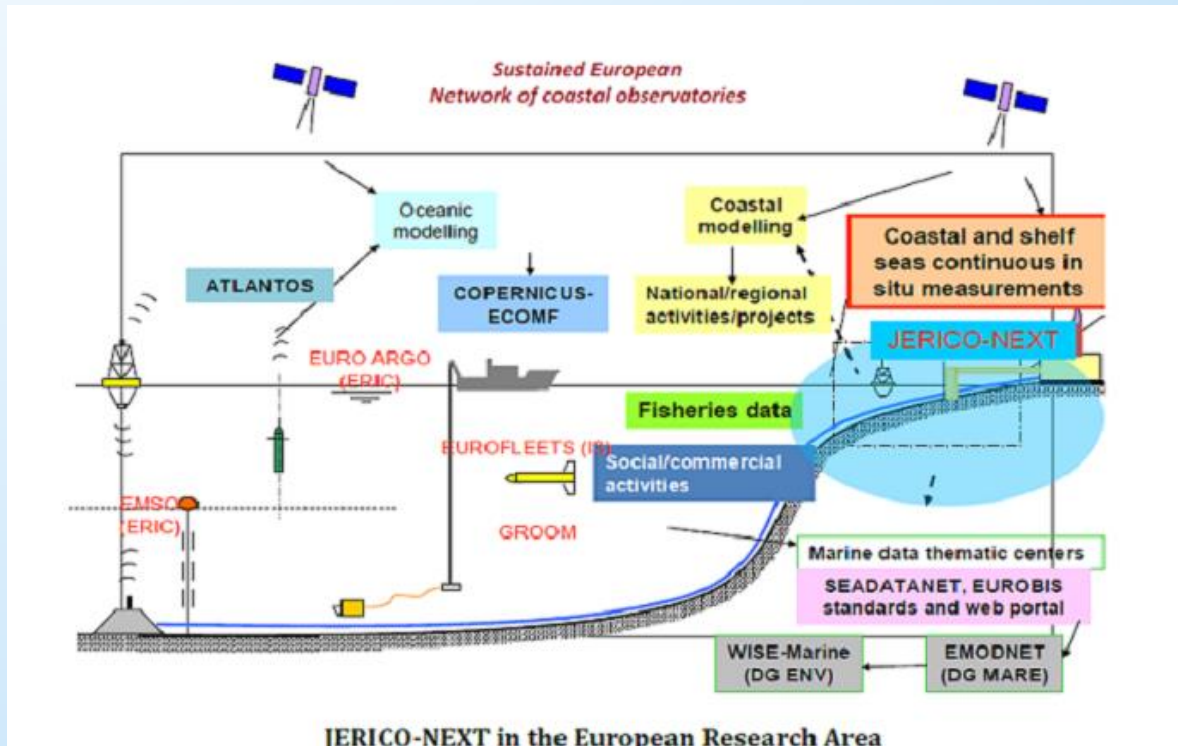 Sustained European
Network of coastal observatories
Oceanic
modelling
Coastal
modelling
Coastal and shelf
seas continuous in
situ measurements
ATLANTOS
COPERNICUS-
ECOMF
National/regional
activities/projects
JERICO-NEXT
EURO ARGO
(ERIC)
Fisheries data
EUROFLEETS (IS)
Social/commercial
activities
EMSO
(ERIC)
GROOM
Marine data thematic centers
SEADATANET, EUROBIS
standards and web portal
WISE-Marine
(DG ENV)
EMODNET
(DG MARE)
JERICO-NEXT in the European Research Area